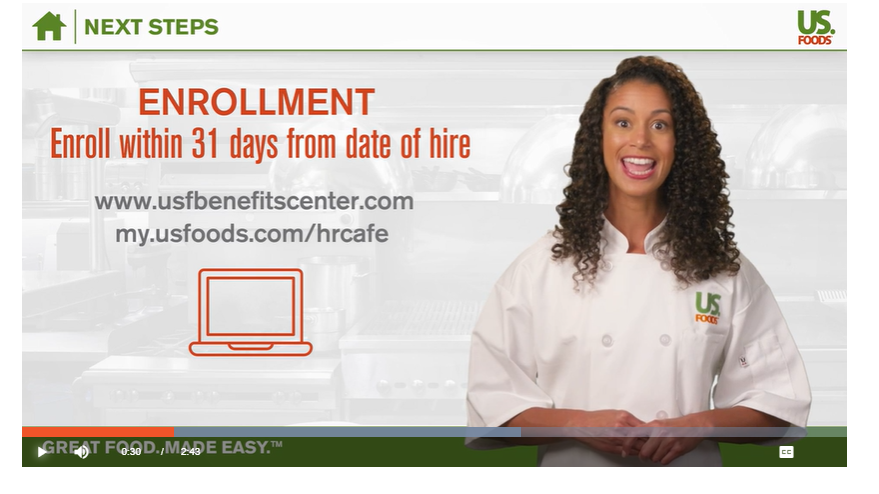 NEXT STEPS
US.
FOODS™
ENROLLMENT
Enroll within 31 days from date of hire
www.usfbenefitscenter.com
my.usfoods.com/hrcafe
US.
FOODS
GREAT FOOD. MADE EASY.™
0:30 / 2:43
CC